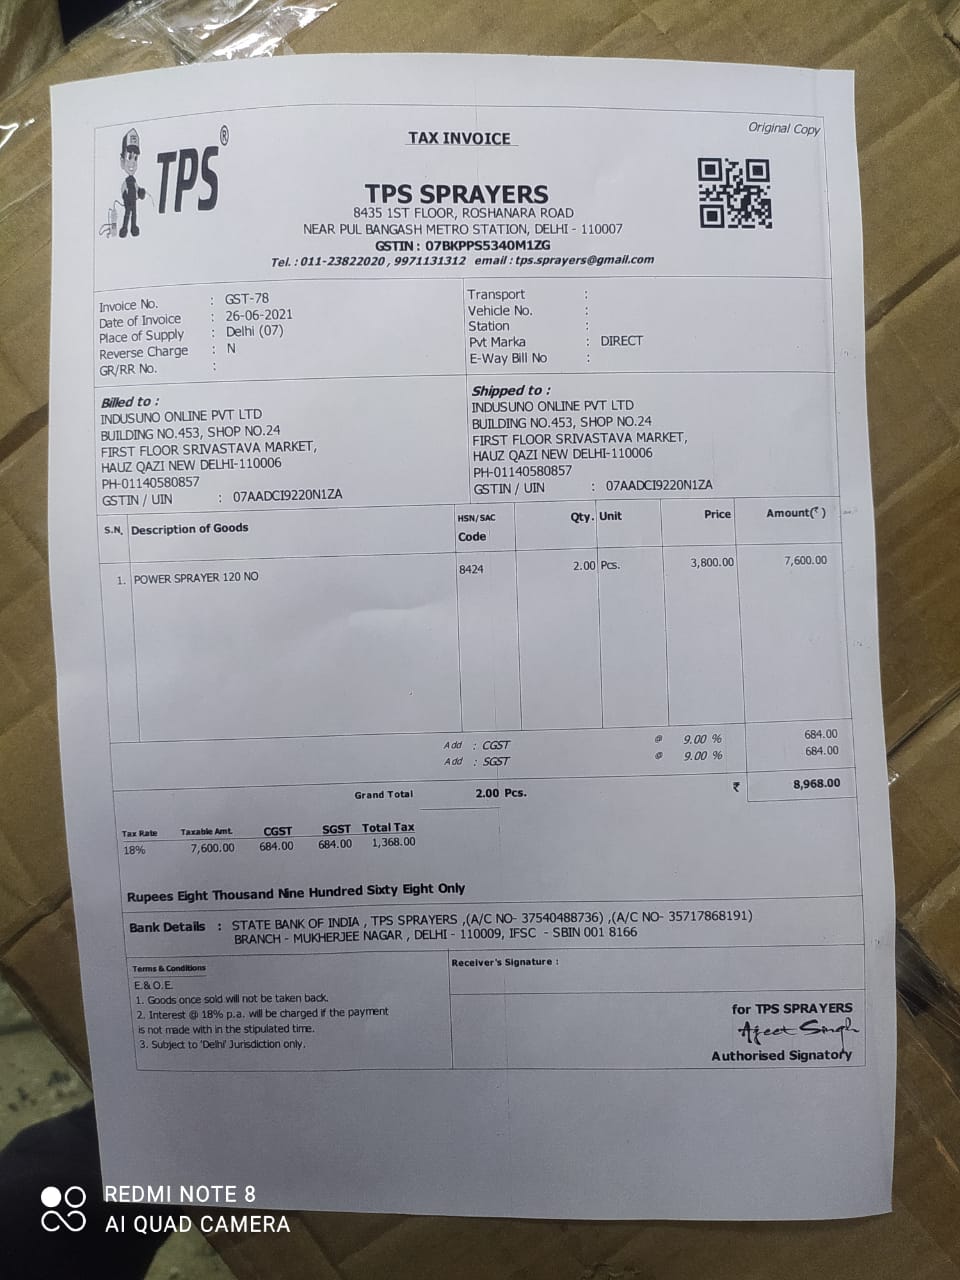 Original Copy
TPS®
TAX INVOICE
TPS SPRAYERS
8435 1ST FLOOR, ROSHANARA ROAD
NEAR PUL BANGASH METRO STATION, DELHI - 110007
GSTIN : 07BKPPS5340M1ZG
Tel. : 011-23822020 , 9971131312 email : tps.sprayers@gmail.com
Invoice No. : GST-78
Date of Invoice : 26-06-2021
Place of Supply : Delhi (07)
Reverse Charge : N
GR/RR No. :
Transport :
Vehicle No. :
Station :
Pvt Marka : DIRECT
E-Way Bill No :
Billed to :
INDUSUNO ONLINE PVT LTD
BUILDING NO.453, SHOP NO.24
FIRST FLOOR SRIVASTAVA MARKET,
HAUZ QAZI NEW DELHI-110006
PH-01140580857
GSTIN / UIN : 07AADCI9220N1ZA
Shipped to :
INDUSUNO ONLINE PVT LTD
BUILDING NO.453, SHOP NO.24
FIRST FLOOR SRIVASTAVA MARKET,
HAUZ QAZI NEW DELHI-110006
PH-01140580857
GSTIN / UIN : 07AADCI9220N1ZA
S.N. Description of Goods HSN/SAC Code Qty. Unit Price Amount(₹)
1. POWER SPRAYER 120 NO 8424 2.00 Pcs. 3,800.00 7,600.00
Add : CGST @ 9.00 % 684.00
Add : SGST @ 9.00 % 684.00
Grand Total 2.00 Pcs. ₹ 8,968.00
Tax Rate Taxable Amt. CGST SGST Total Tax
18% 7,600.00 684.00 684.00 1,368.00
Rupees Eight Thousand Nine Hundred Sixty Eight Only
Bank Details : STATE BANK OF INDIA , TPS SPRAYERS ,(A/C NO- 37540488736) ,(A/C NO- 35717868191)
BRANCH - MUKHERJEE NAGAR , DELHI - 110009, IFSC - SBIN 001 8166
Terms & Conditions
E.& O.E.
1. Goods once sold will not be taken back.
2. Interest @ 18% p.a. will be charged if the payment
is not made with in the stipulated time.
3. Subject to 'Delhi' Jurisdiction only.
Receiver's Signature :
for TPS SPRAYERS
Ajeet Singh
Authorised Signatory
REDMI NOTE 8
AI QUAD CAMERA